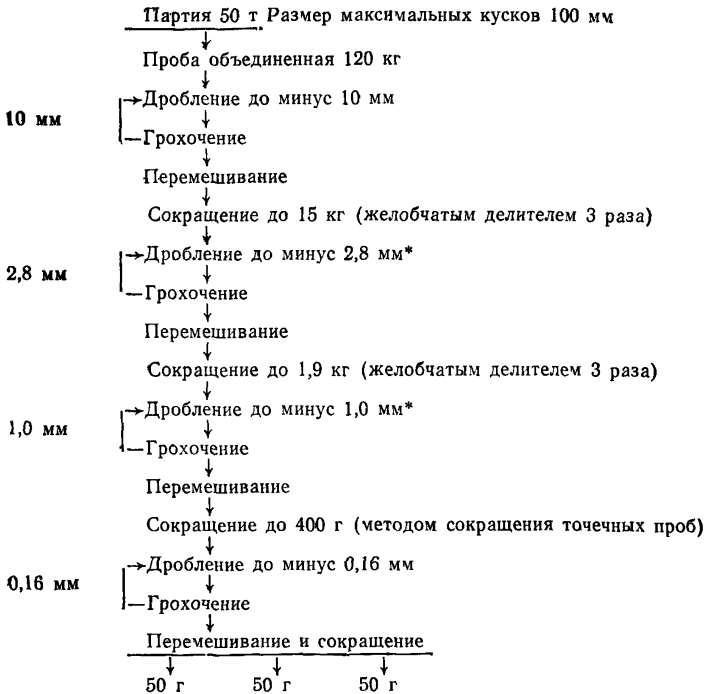 Партия 50 т Размер максимальных кусков 100 мм
Проба объединенная 120 кг
Дробление до минус 10 мм
10 мм
Грохочение
Перемешивание
Сокращение до 15 кг (желобчатым делителем 3 раза)
Дробление до минус 2,8 мм*
2,8 мм
Грохочение
Перемешивание
Сокращение до 1,9 кг (желобчатым делителем 3 раза)
Дробление до минус 1,0 мм*
1,0 мм
Грохочение
Перемешивание
Сокращение до 400 г (методом сокращения точечных проб)
Дробление до минус 0,16 мм
0,16 мм
Грохочение
Перемешивание и сокращение
50 г 50 г 50 г